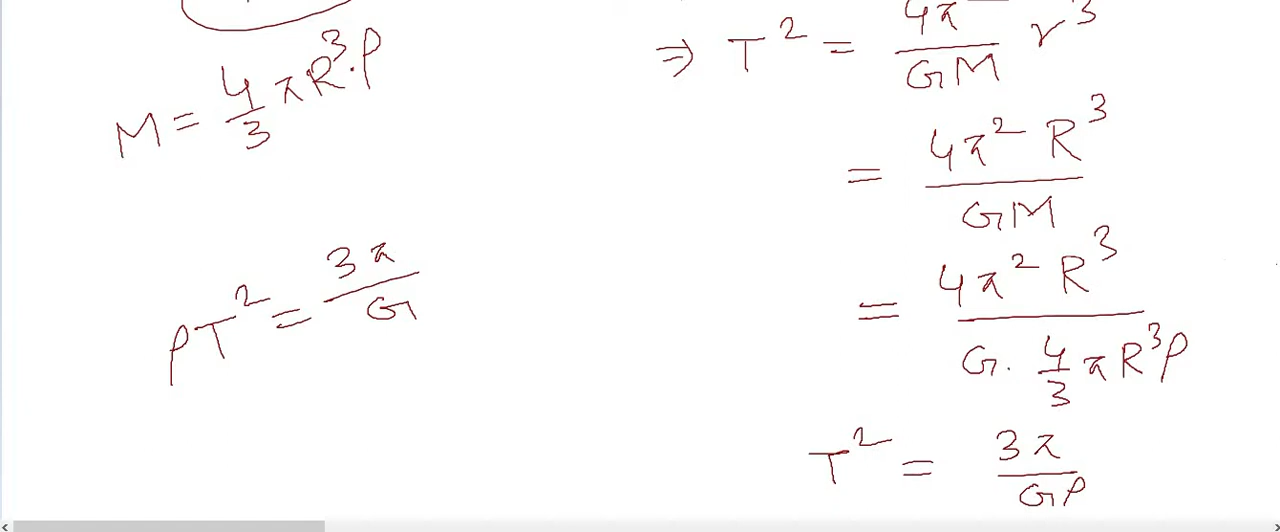 M = 4/3 πR³·ρ
ρT² = 3π/G
⇒ T² = 4π²/GM r³
= 4π² R³/GM
= 4π² R³/G. 4/3 πR³ρ
T² = 3π/Gρ